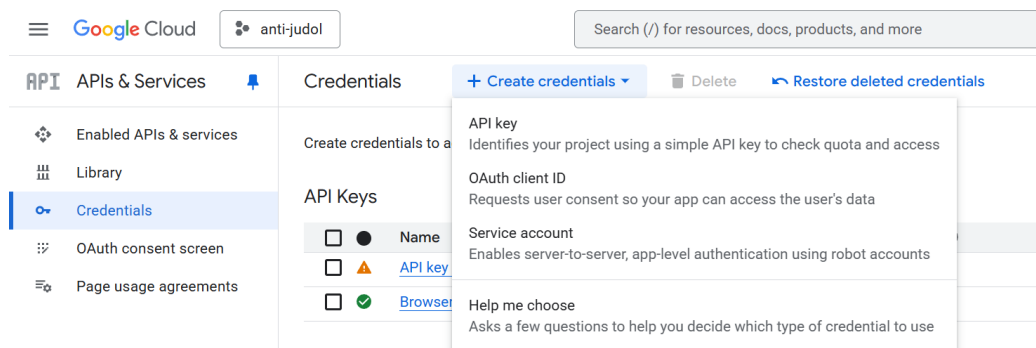 Google Cloud
anti-judol
Search (/) for resources, docs, products, and more
API APIs & Services
Credentials
+ Create credentials
Delete
Restore deleted credentials
Enabled APIs & services
Library
Credentials
OAuth consent screen
Page usage agreements
Create credentials to a
API Keys
Name
API key
Browser
API key
Identifies your project using a simple API key to check quota and access
OAuth client ID
Requests user consent so your app can access the user's data
Service account
Enables server-to-server, app-level authentication using robot accounts
Help me choose
Asks a few questions to help you decide which type of credential to use